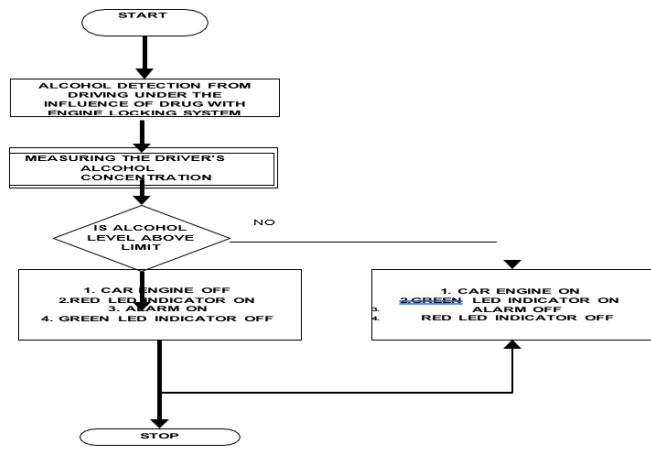 START
ALCOHOL DETECTION FROM
DRIVING UNDER THE
INFLUENCE OF DRUG WITH
ENGINE LOCKING SYSTEM
MEASURING THE DRIVER'S
ALCOHOL
CONCENTRATION
IS ALCOHOL
LEVEL ABOVE
LIMIT
NO
1. CAR ENGINE OFF
2.RED LED INDICATOR ON
3. ALARM ON
4. GREEN LED INDICATOR OFF
1. CAR ENGINE ON
2.GREEN LED INDICATOR ON
3. ALARM OFF
4. RED LED INDICATOR OFF
STOP